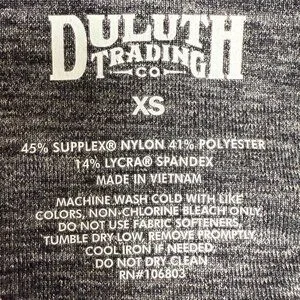 DULUTH
TRADING
CO
XS
45% SUPPLEX® NYLON 41% POLYESTER
14% LYCRA® SPANDEX
MADE IN VIETNAM
MACHINE WASH COLD WITH LIKE
COLORS, NON-CHLORINE BLEACH ONLY,
DO NOT USE FABRIC SOFTENERS,
TUMBLE DRY LOW, REMOVE PROMPTLY,
COOL IRON IF NEEDED,
DO NOT DRY CLEAN
RN#106803